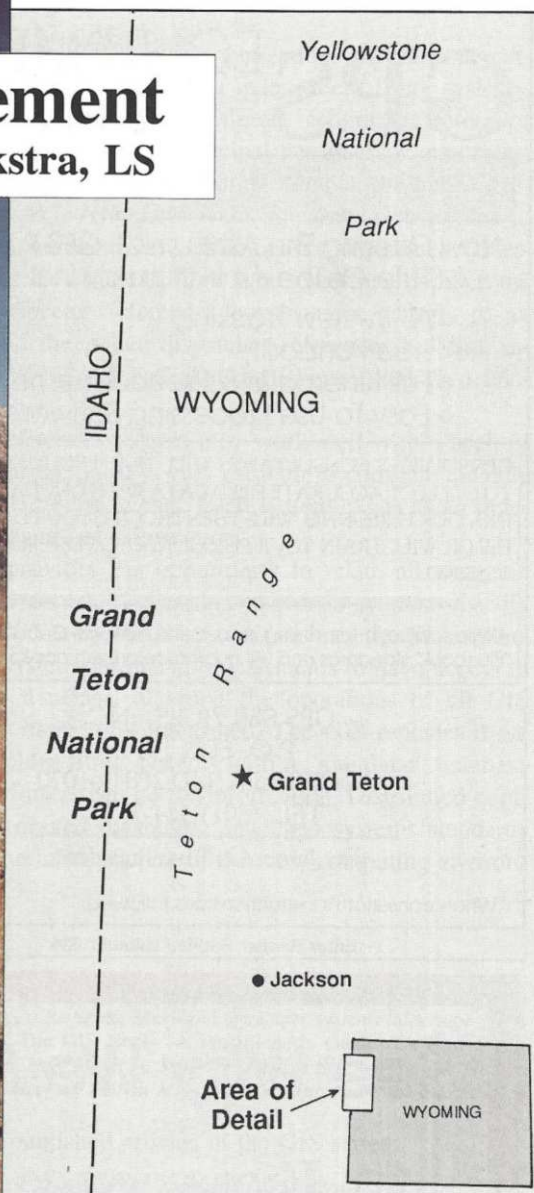 ement
kstra, LS
Yellowstone
National
Park
IDAHO
WYOMING
Teton Range
Grand
Teton
National
Park
Grand Teton
Jackson
Area of
Detail
WYOMING